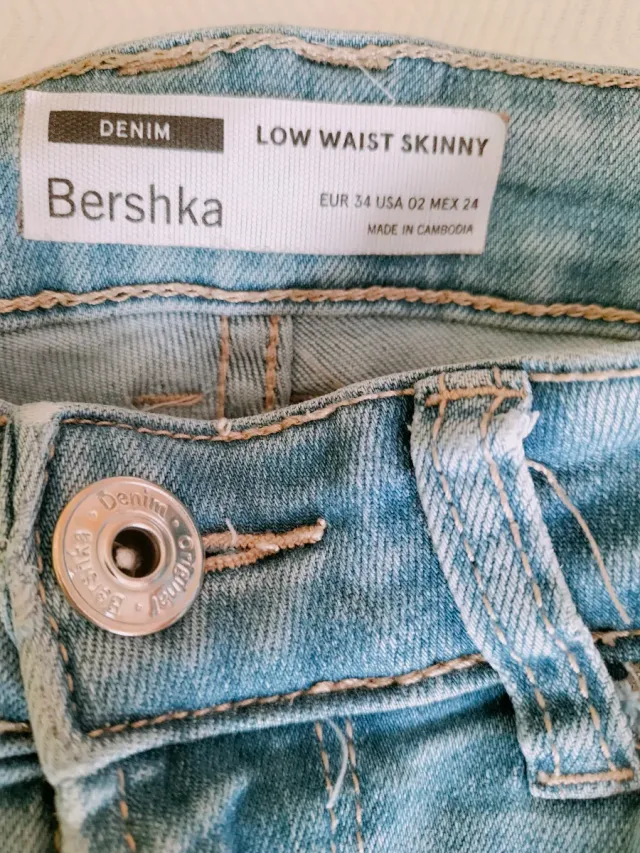 DENIM
LOW WAIST SKINNY
Bershka
EUR 34 USA 02 MEX 24
MADE IN CAMBODIA
Denim · Original · Bershka ·